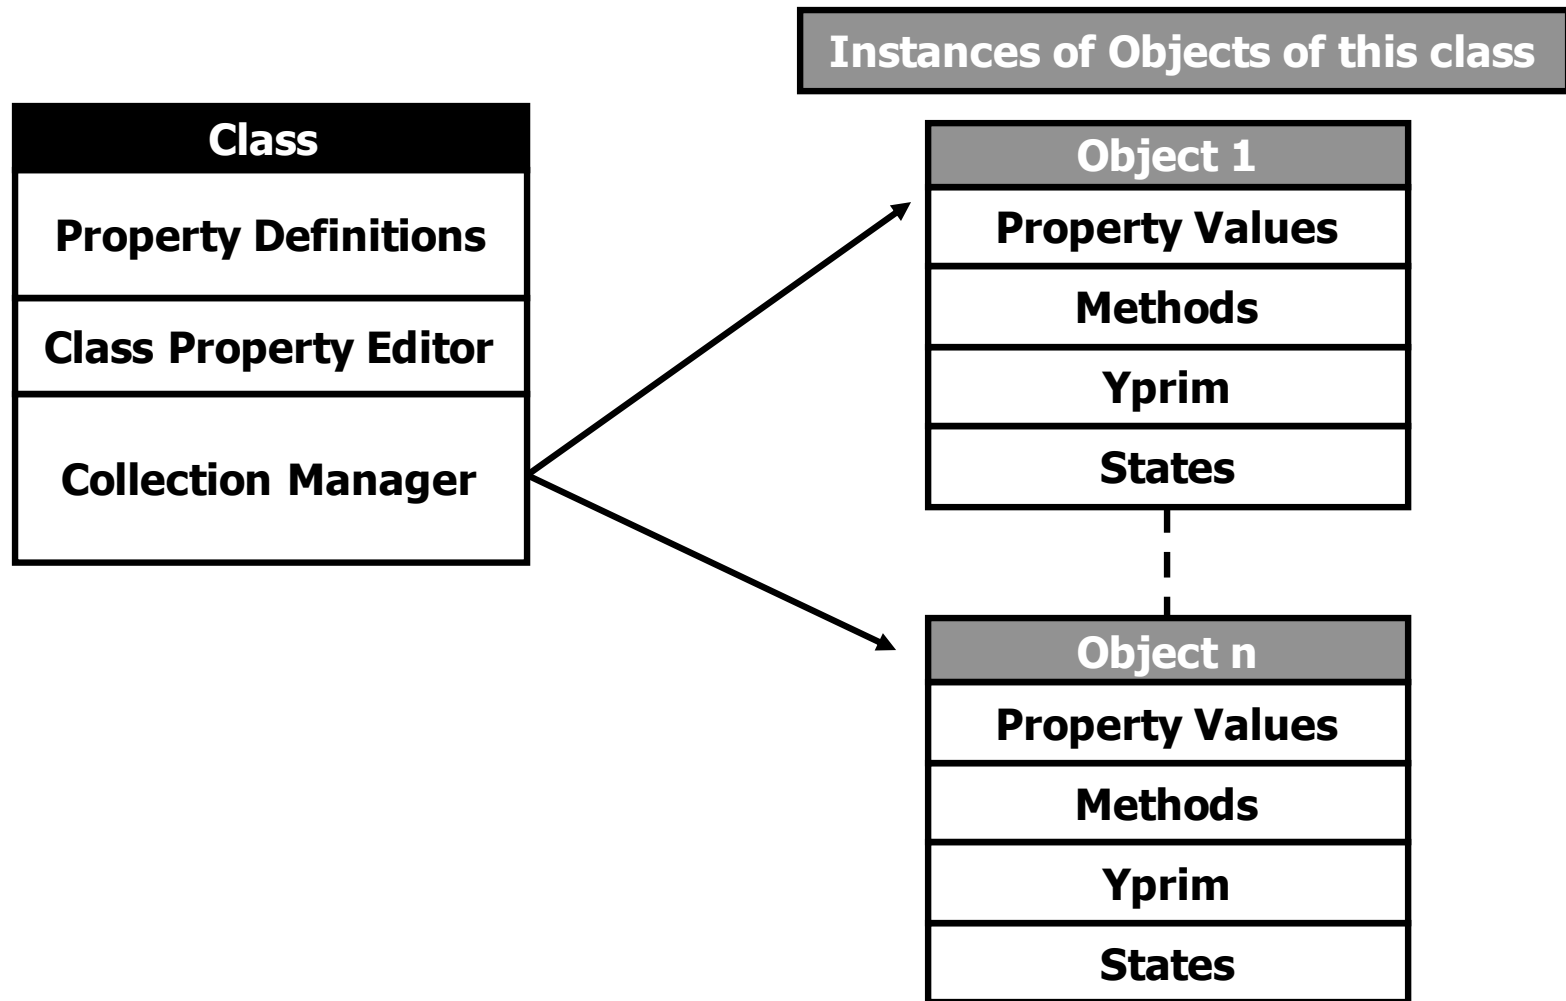 Instances of Objects of this class
Class
Property Definitions
Class Property Editor
Collection Manager
Object 1
Property Values
Methods
Yprim
States
Object n
Property Values
Methods
Yprim
States